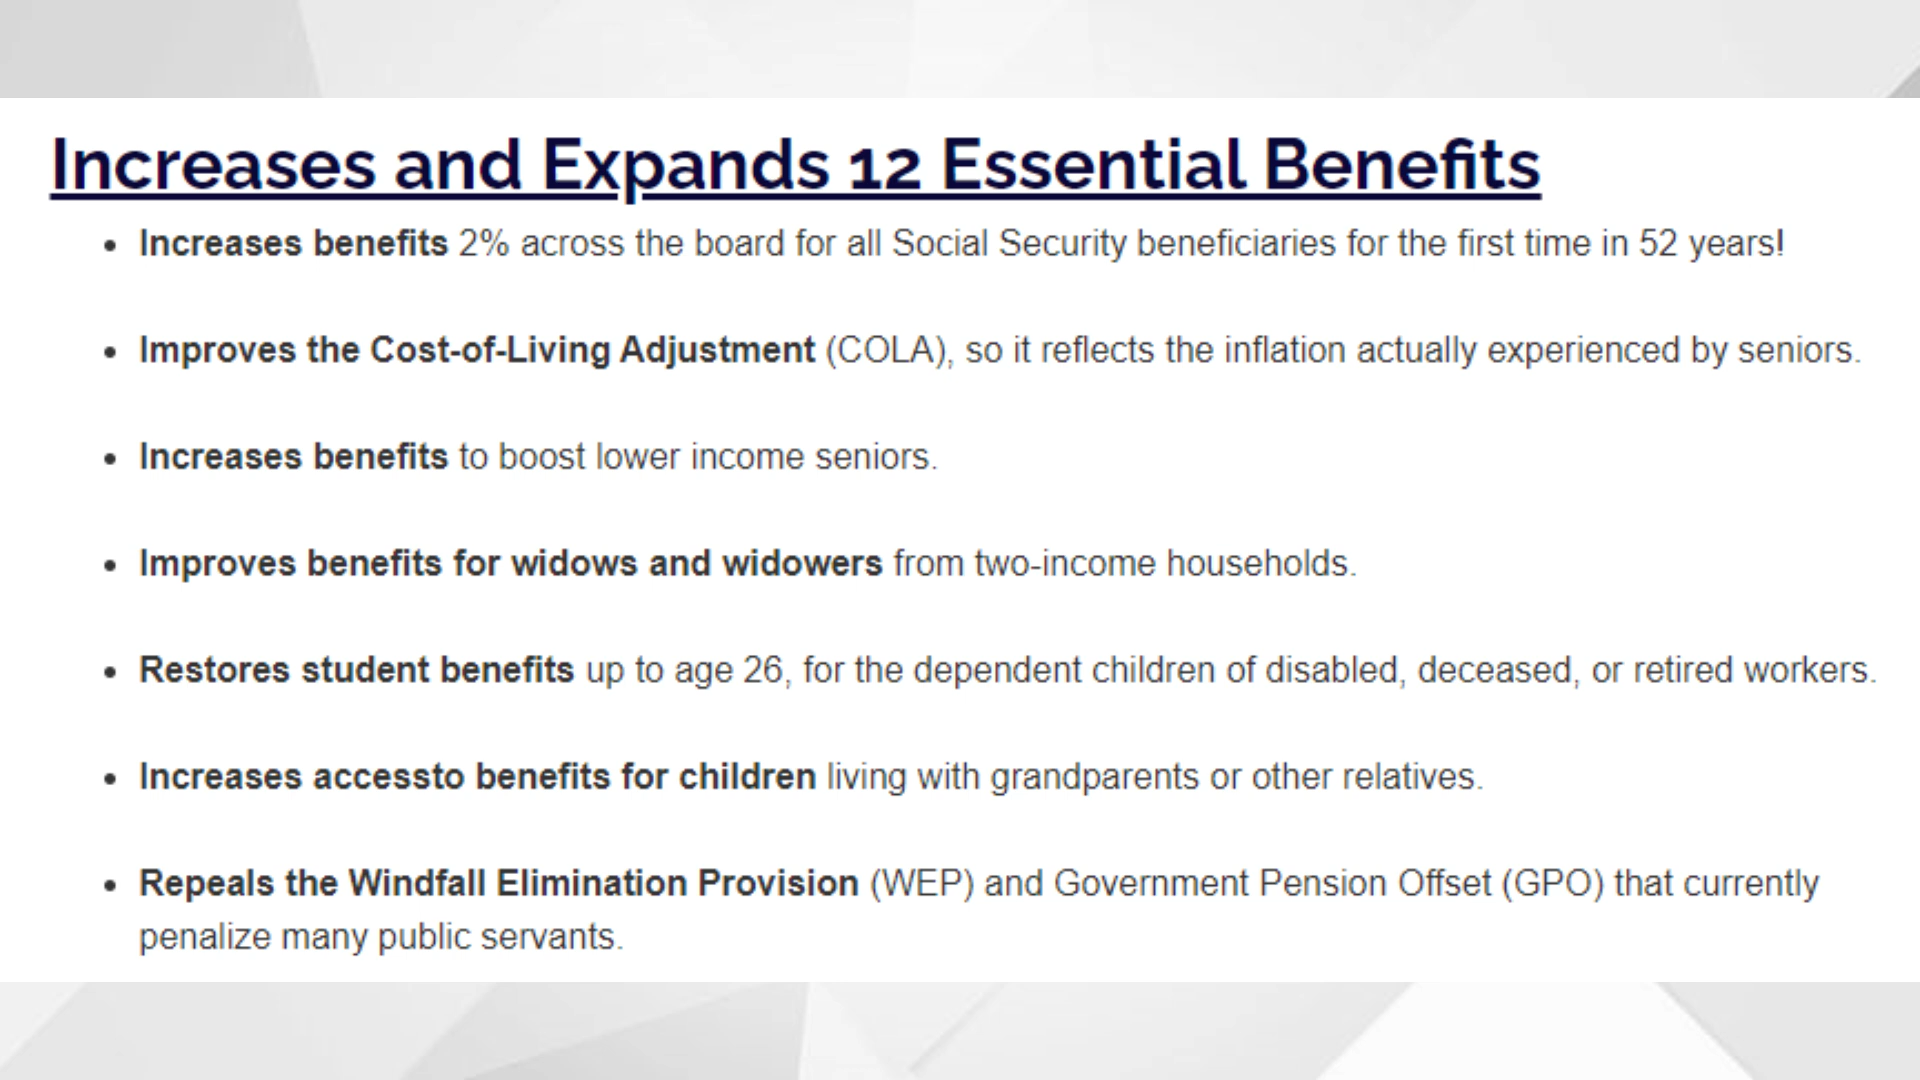 Increases and Expands 12 Essential Benefits
• Increases benefits 2% across the board for all Social Security beneficiaries for the first time in 52 years!
• Improves the Cost-of-Living Adjustment (COLA), so it reflects the inflation actually experienced by seniors.
• Increases benefits to boost lower income seniors.
• Improves benefits for widows and widowers from two-income households.
• Restores student benefits up to age 26, for the dependent children of disabled, deceased, or retired workers.
• Increases accessto benefits for children living with grandparents or other relatives.
• Repeals the Windfall Elimination Provision (WEP) and Government Pension Offset (GPO) that currently
penalize many public servants.